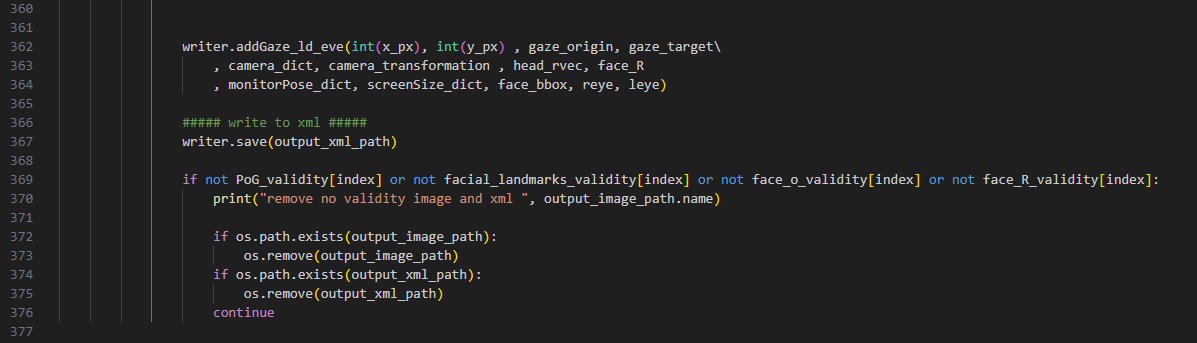 360
361
362 writer.addGaze_ld_eve(int(x_px), int(y_px) , gaze_origin, gaze_target\
363 , camera_dict, camera_transformation , head_rvec, face_R
364 , monitorPose_dict, screenSize_dict, face_bbox, reye, leye)
365
366 ##### write to xml #####
367 writer.save(output_xml_path)
368
369 if not PoG_validity[index] or not facial_landmarks_validity[index] or not face_o_validity[index] or not face_R_validity[index]:
370 print("remove no validity image and xml ", output_image_path.name)
371
372 if os.path.exists(output_image_path):
373 os.remove(output_image_path)
374 if os.path.exists(output_xml_path):
375 os.remove(output_xml_path)
376 continue
377